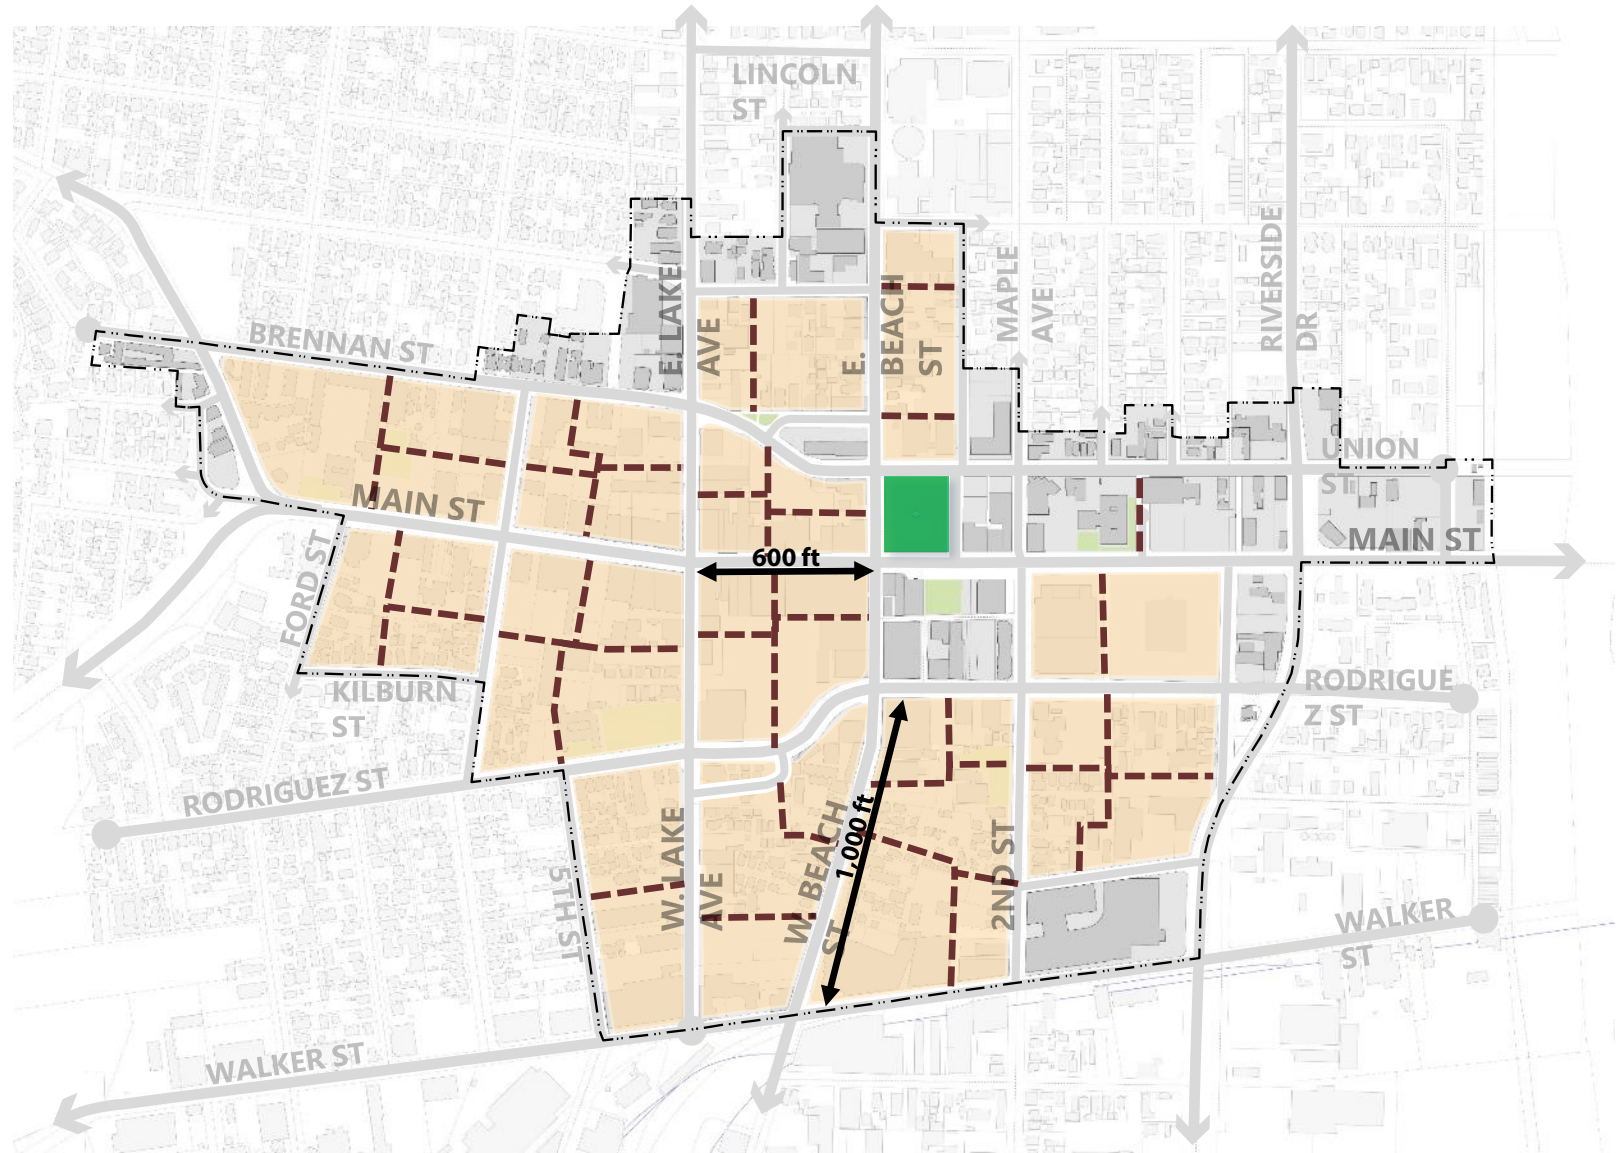 LINCOLN
ST
E. LAKE
AVE
E.
BEACH
ST
MAPLE
AVE
RIVERSIDE
DR
BRENNAN ST
UNION
ST
MAIN ST
MAIN ST
600 ft
FORD ST
KILBURN
ST
RODRIGUE
Z ST
RODRIGUEZ ST
W. LAKE
AVE
W. BEACH
ST
1,000 ft
2ND ST
5TH ST
WALKER
ST
WALKER ST